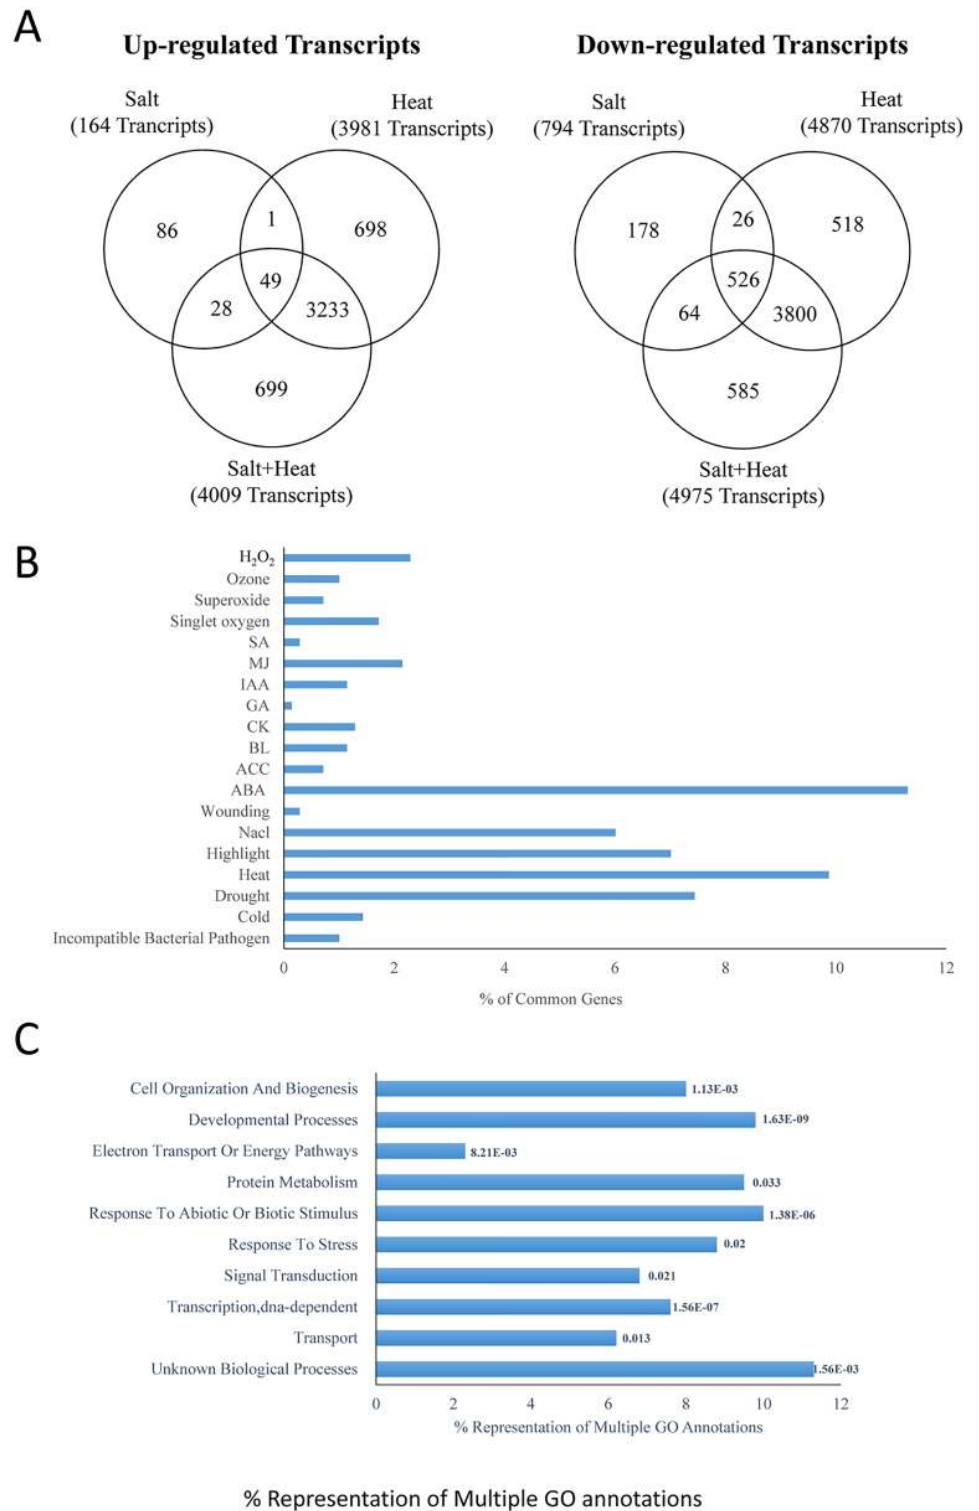 A
Up-regulated Transcripts
Down-regulated Transcripts
Salt
(164 Trancripts)
Heat
(3981 Transcripts)
86
1
698
49
28
3233
699
Salt+Heat
(4009 Transcripts)
Salt
(794 Transcripts)
Heat
(4870 Transcripts)
178
26
518
526
64
3800
585
Salt+Heat
(4975 Transcripts)
B
H₂O₂
Ozone
Superoxide
Singlet oxygen
SA
MJ
IAA
GA
CK
BL
ACC
ABA
Wounding
Nacl
Highlight
Heat
Drought
Cold
Incompatible Bacterial Pathogen
0 2 4 6 8 10 12
% of Common Genes
C
Cell Organization And Biogenesis 1.13E-03
Developmental Processes 1.63E-09
Electron Transport Or Energy Pathways 8.21E-03
Protein Metabolism 0.033
Response To Abiotic Or Biotic Stimulus 1.38E-06
Response To Stress 0.02
Signal Transduction 0.021
Transcription,dna-dependent 1.56E-07
Transport 0.013
Unknown Biological Processes 1.56E-03
0 2 4 6 8 10 12
% Representation of Multiple GO Annotations
% Representation of Multiple GO annotations